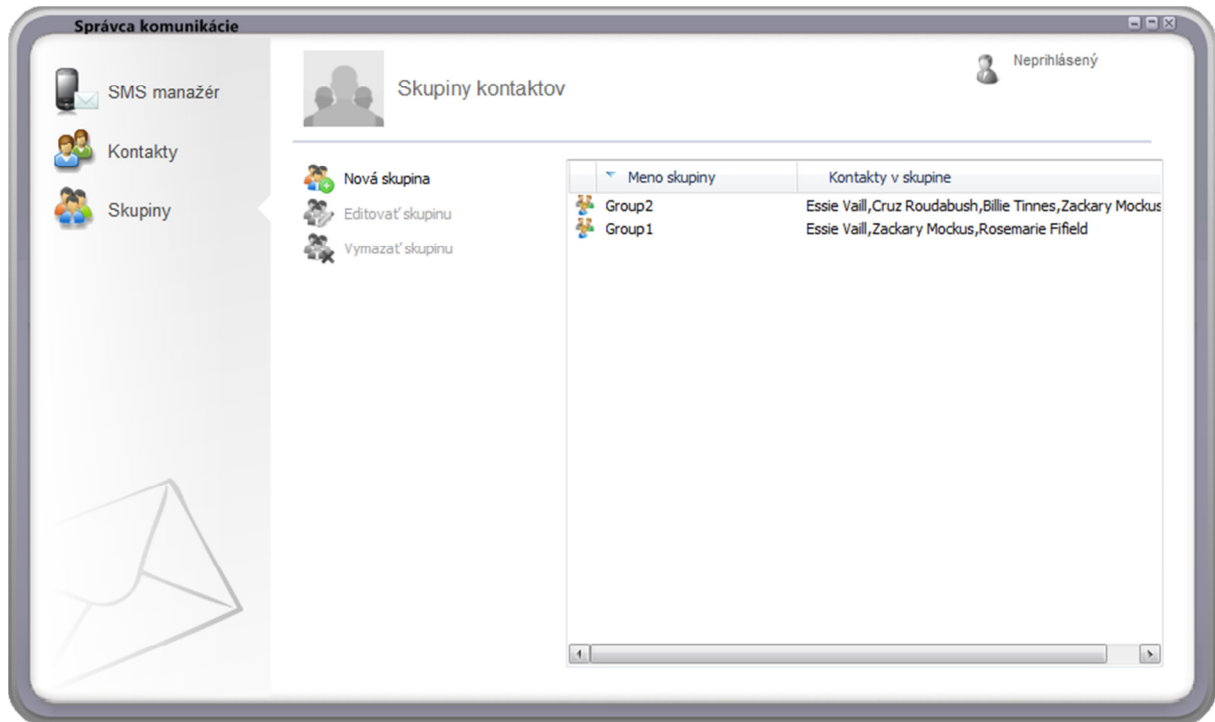 Správca komunikácie
SMS manažér
Kontakty
Skupiny
Skupiny kontaktov
Neprihlásený
Nová skupina
Editovať skupinu
Vymazať skupinu
Meno skupiny Kontakty v skupine
Group2 Essie Vaill,Cruz Roudabush,Billie Tinnes,Zackary Mockus
Group1 Essie Vaill,Zackary Mockus,Rosemarie Fifield